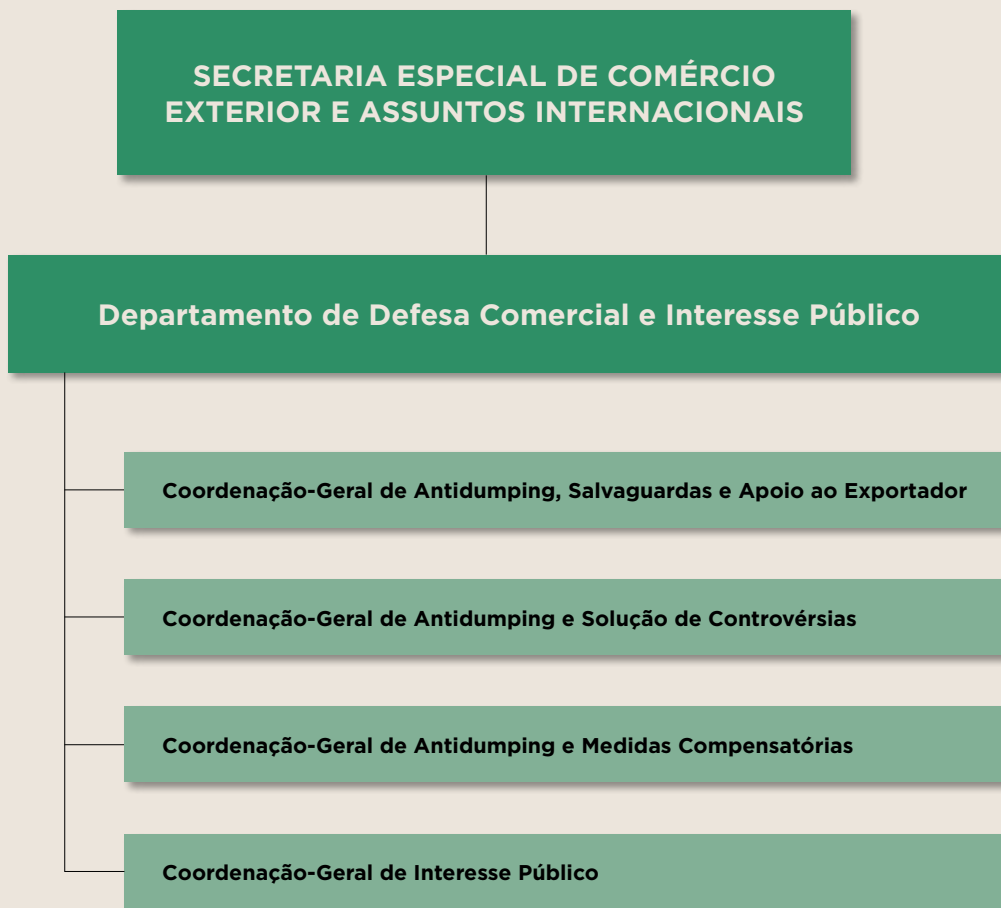 SECRETARIA ESPECIAL DE COMÉRCIO
EXTERIOR E ASSUNTOS INTERNACIONAIS
Departamento de Defesa Comercial e Interesse Público
Coordenação-Geral de Antidumping, Salvaguardas e Apoio ao Exportador
Coordenação-Geral de Antidumping e Solução de Controvérsias
Coordenação-Geral de Antidumping e Medidas Compensatórias
Coordenação-Geral de Interesse Público